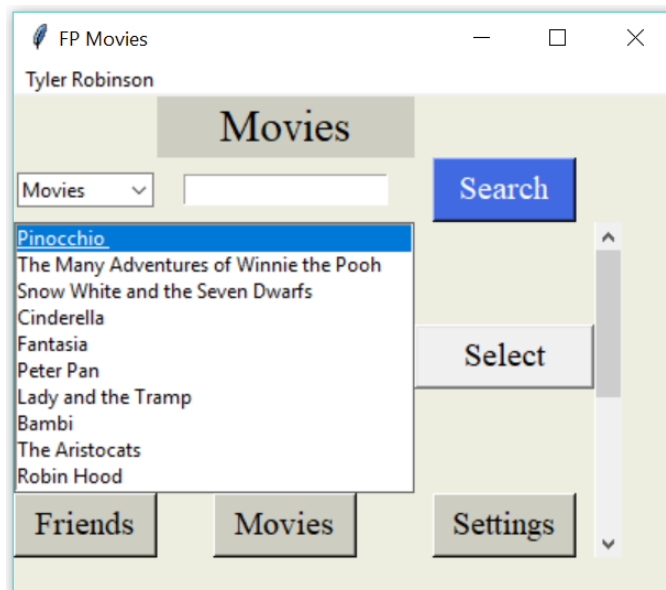 FP Movies
Tyler Robinson
Movies
Movies Search
Pinocchio
The Many Adventures of Winnie the Pooh
Snow White and the Seven Dwarfs
Cinderella
Fantasia
Select
Peter Pan
Lady and the Tramp
Bambi
The Aristocats
Robin Hood
Friends Movies Settings